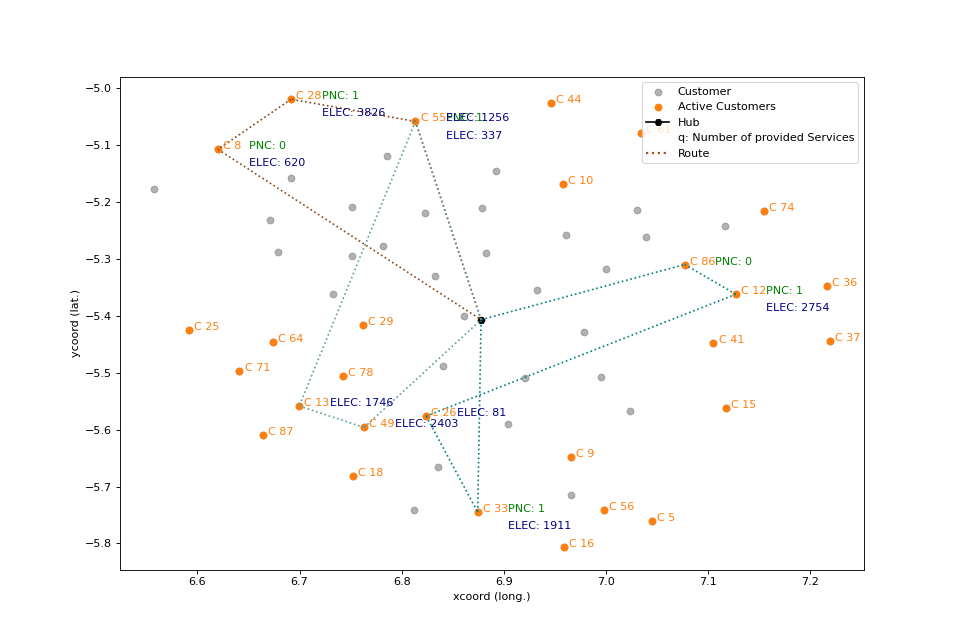 Customer
Active Customers
Hub
q: Number of provided Services
Route
C 28 PNC: 1
ELEC: 3826
C 44
C 55
ELEC: 337
C 8 PNC: 0
ELEC: 620
C 10
C 74
C 86 PNC: 0
C 12 PNC: 1
ELEC: 2754
C 36
C 25
C 29
C 64
C 41
C 37
C 71
C 78
C 13 ELEC: 1746
C 15
C 26 ELEC: 81
C 49 ELEC: 2403
C 87
C 9
C 18
C 33 PNC: 1
ELEC: 1911
C 56
C 5
C 16
−5.0
−5.1
−5.2
−5.3
−5.4
−5.5
−5.6
−5.7
−5.8
ycoord (lat.)
6.6 6.7 6.8 6.9 7.0 7.1 7.2
xcoord (long.)